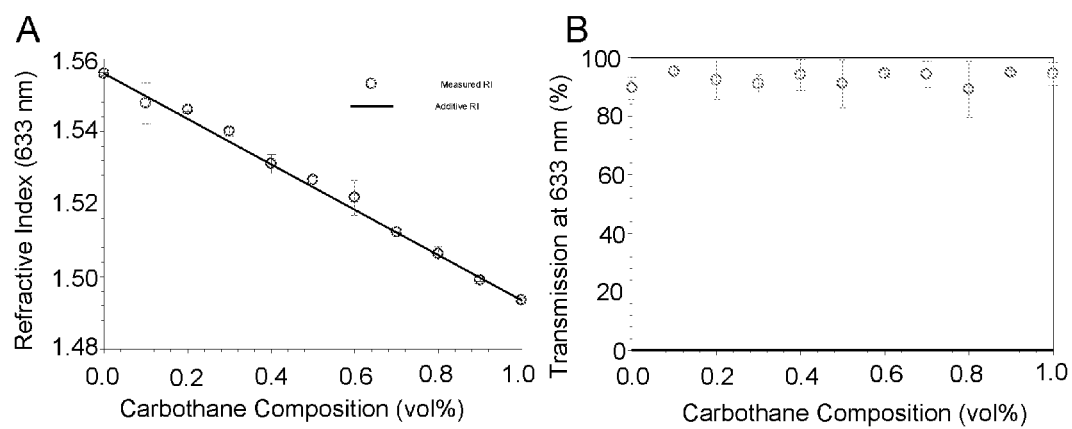 A
Refractive Index (633 nm)
1.56
1.54
1.52
1.50
1.48
Measured RI
Additive RI
0.0 0.2 0.4 0.6 0.8 1.0
Carbothane Composition (vol%)
B
Transmission at 633 nm (%)
100
80
60
40
20
0
0.0 0.2 0.4 0.6 0.8 1.0
Carbothane Composition (vol%)